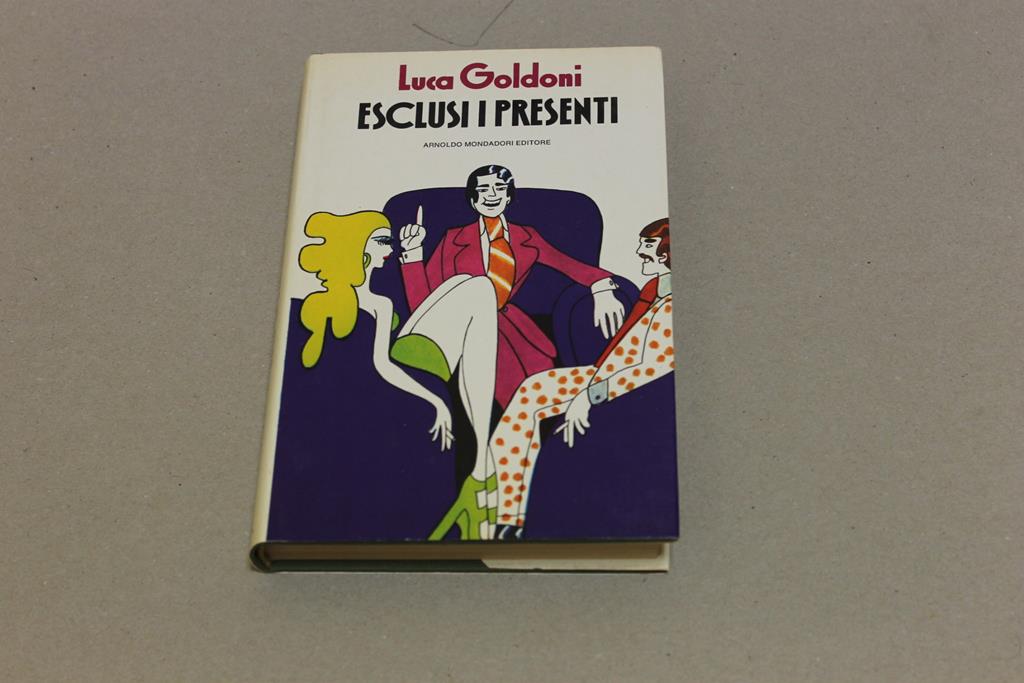 Luca Goldoni
ESCLUSI I PRESENTI
ARNOLDO MONDADORI EDITORE